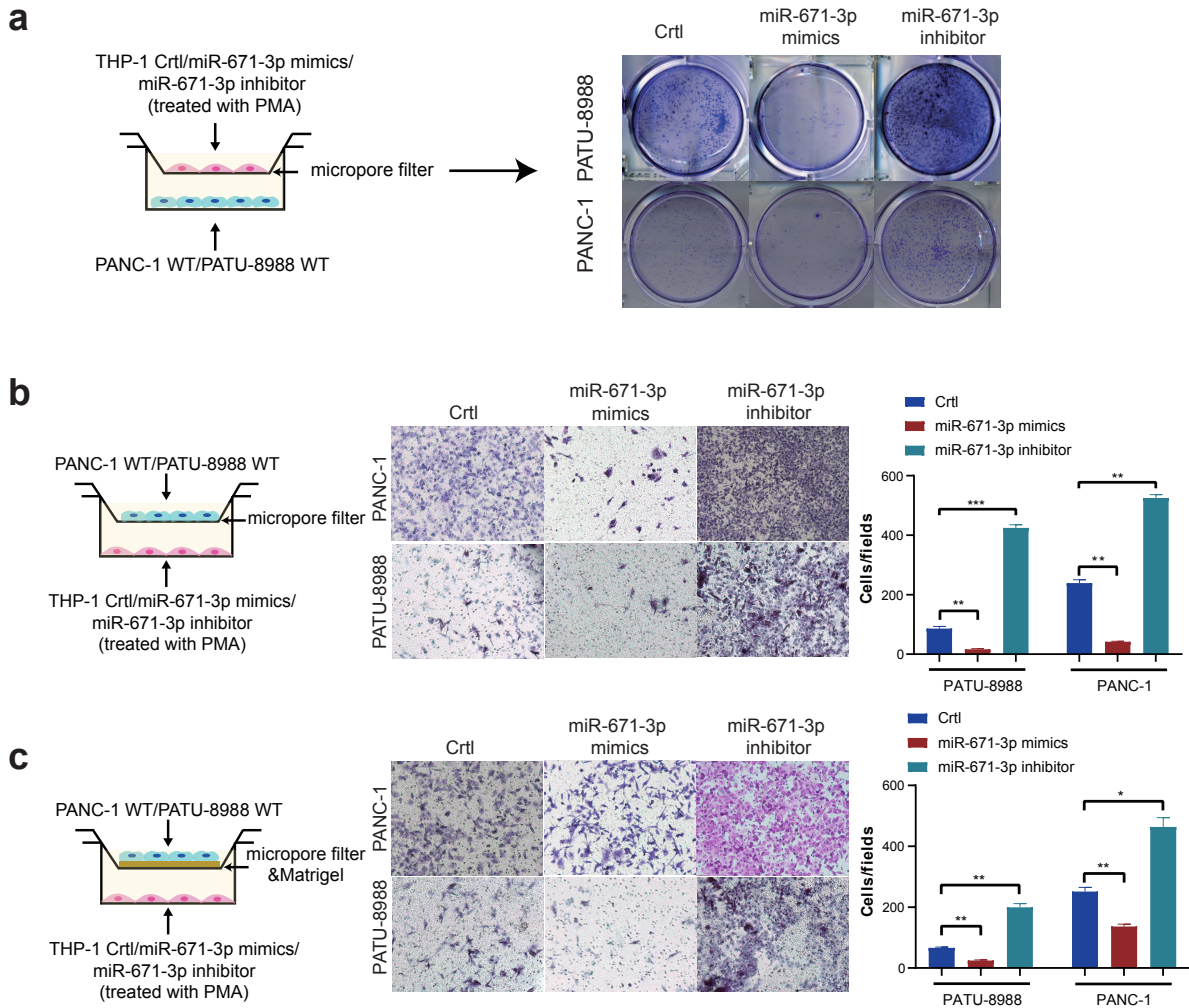 a
THP-1 Crtl/miR-671-3p mimics/
miR-671-3p inhibitor
(treated with PMA)
micropore filter
PANC-1 WT/PATU-8988 WT
Crtl
miR-671-3p
mimics
miR-671-3p
inhibitor
PATU-8988
PANC-1
b
PANC-1 WT/PATU-8988 WT
micropore filter
THP-1 Crtl/miR-671-3p mimics/
miR-671-3p inhibitor
(treated with PMA)
Crtl
miR-671-3p
mimics
miR-671-3p
inhibitor
PANC-1
PATU-8988
Crtl
miR-671-3p mimics
miR-671-3p inhibitor
Cells/fields
600
400
200
0
**
***
**
**
PATU-8988
PANC-1
c
PANC-1 WT/PATU-8988 WT
micropore filter
&Matrigel
THP-1 Crtl/miR-671-3p mimics/
miR-671-3p inhibitor
(treated with PMA)
Crtl
miR-671-3p
mimics
miR-671-3p
inhibitor
PANC-1
PATU-8988
Crtl
miR-671-3p mimics
miR-671-3p inhibitor
Cells/fields
600
400
200
0
**
**
**
*
PATU-8988
PANC-1